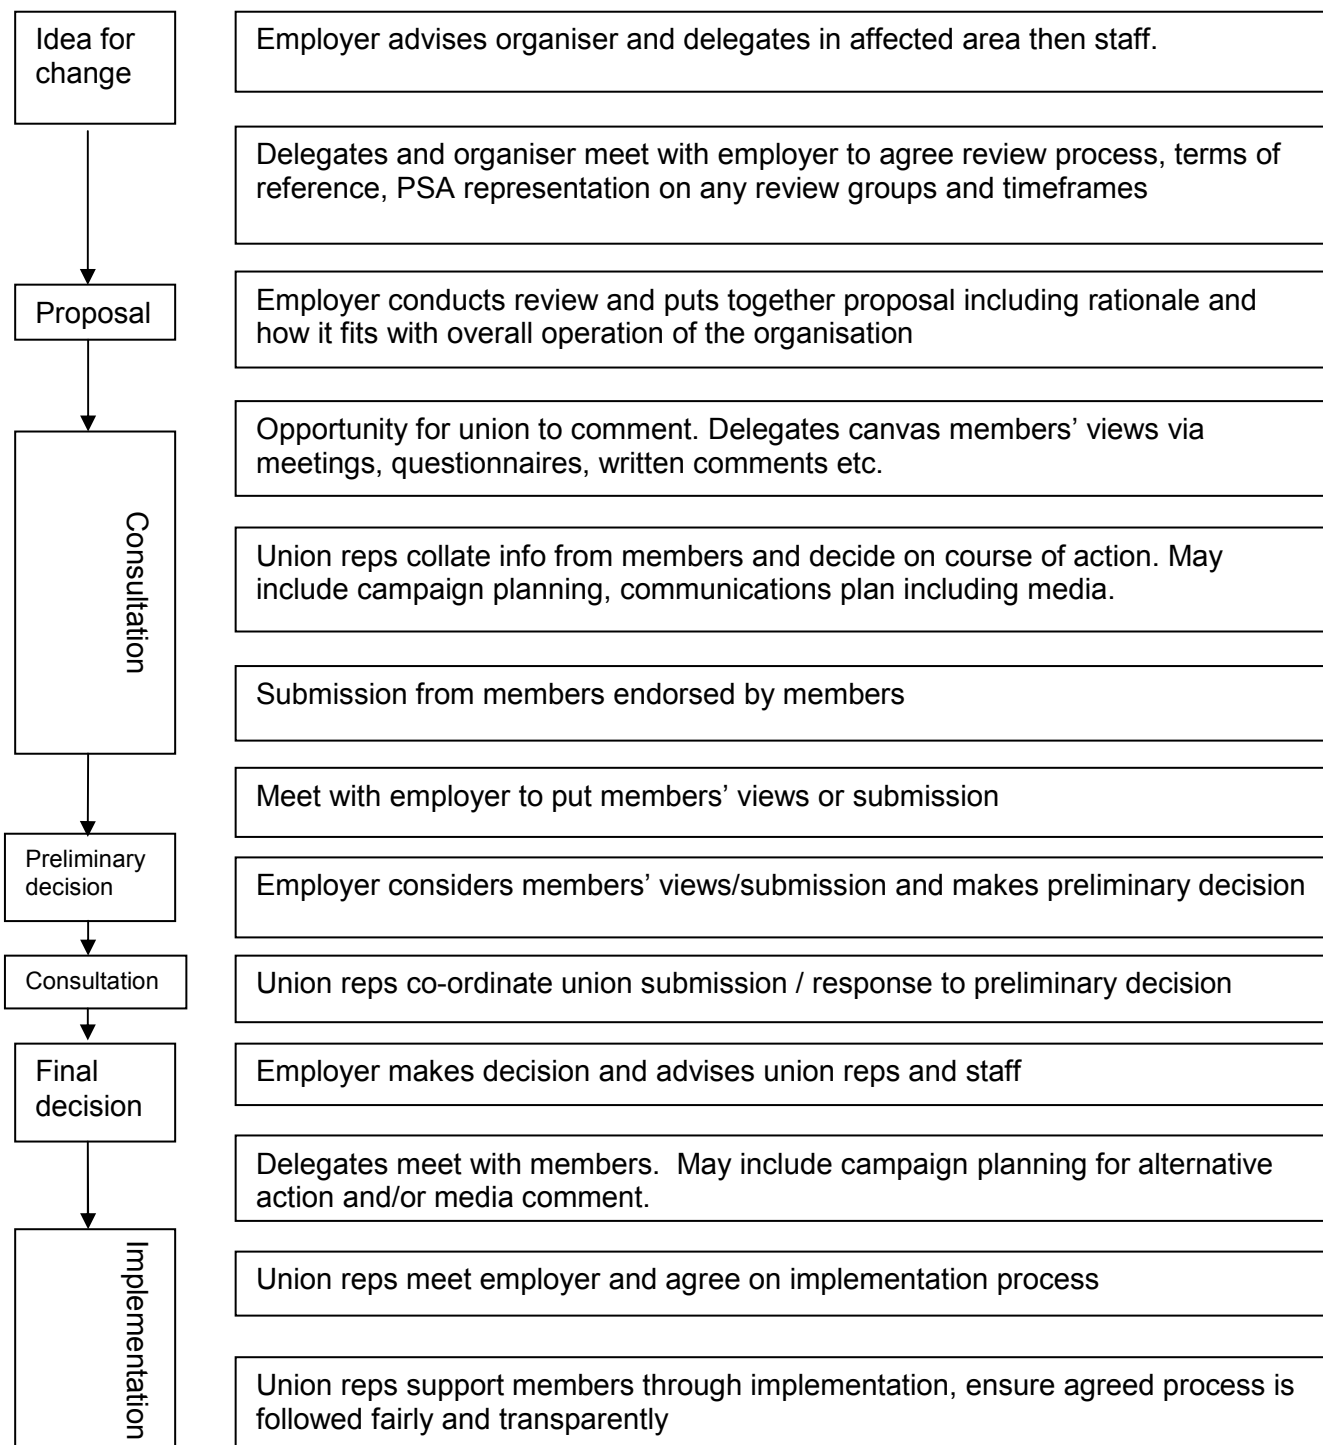 Idea for
change
Employer advises organiser and delegates in affected area then staff.
Delegates and organiser meet with employer to agree review process, terms of
reference, PSA representation on any review groups and timeframes
Proposal
Employer conducts review and puts together proposal including rationale and
how it fits with overall operation of the organisation
Consultation
Opportunity for union to comment. Delegates canvas members’ views via
meetings, questionnaires, written comments etc.
Union reps collate info from members and decide on course of action. May
include campaign planning, communications plan including media.
Submission from members endorsed by members
Meet with employer to put members’ views or submission
Preliminary
decision
Employer considers members’ views/submission and makes preliminary decision
Consultation
Union reps co-ordinate union submission / response to preliminary decision
Final
decision
Employer makes decision and advises union reps and staff
Delegates meet with members.  May include campaign planning for alternative
action and/or media comment.
Implementation
Union reps meet employer and agree on implementation process
Union reps support members through implementation, ensure agreed process is
followed fairly and transparently